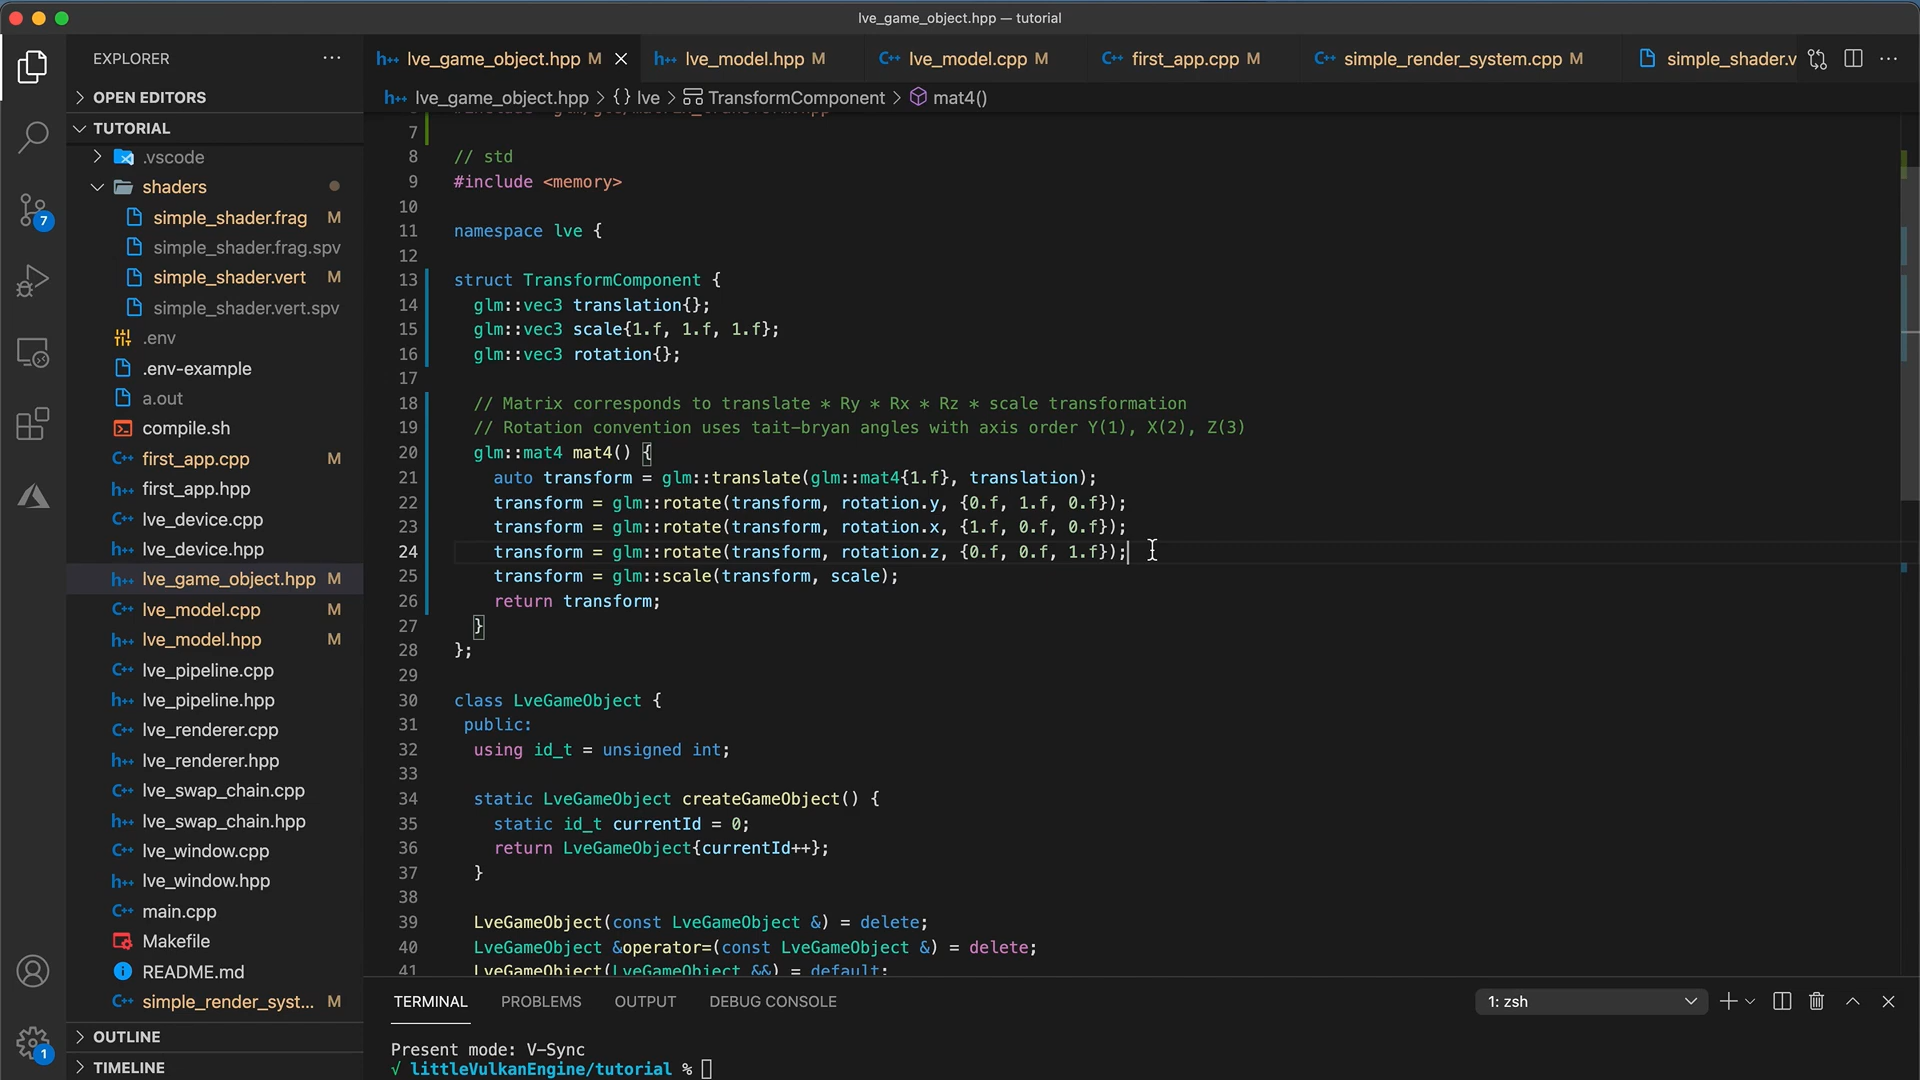 lve_game_object.hpp — tutorial
EXPLORER
lve_game_object.hpp M
lve_model.hpp M
lve_model.cpp M
first_app.cpp M
simple_render_system.cpp M
simple_shader.v
lve_game_object.hpp > {} lve > TransformComponent > mat4()
OPEN EDITORS
TUTORIAL
.vscode
shaders
simple_shader.frag M
simple_shader.frag.spv
simple_shader.vert M
simple_shader.vert.spv
.env
.env-example
a.out
compile.sh
first_app.cpp M
first_app.hpp
lve_device.cpp
lve_device.hpp
lve_game_object.hpp M
lve_model.cpp M
lve_model.hpp M
lve_pipeline.cpp
lve_pipeline.hpp
lve_renderer.cpp
lve_renderer.hpp
lve_swap_chain.cpp
lve_swap_chain.hpp
lve_window.cpp
lve_window.hpp
main.cpp
Makefile
README.md
simple_render_syst... M
OUTLINE
TIMELINE
7
1
7
8 // std
9 #include <memory>
10
11 namespace lve {
12
13 struct TransformComponent {
14 glm::vec3 translation{};
15 glm::vec3 scale{1.f, 1.f, 1.f};
16 glm::vec3 rotation{};
17
18 // Matrix corresponds to translate * Ry * Rx * Rz * scale transformation
19 // Rotation convention uses tait-bryan angles with axis order Y(1), X(2), Z(3)
20 glm::mat4 mat4() {
21 auto transform = glm::translate(glm::mat4{1.f}, translation);
22 transform = glm::rotate(transform, rotation.y, {0.f, 1.f, 0.f});
23 transform = glm::rotate(transform, rotation.x, {1.f, 0.f, 0.f});
24 transform = glm::rotate(transform, rotation.z, {0.f, 0.f, 1.f});
25 transform = glm::scale(transform, scale);
26 return transform;
27 }
28 };
29
30 class LveGameObject {
31 public:
32 using id_t = unsigned int;
33
34 static LveGameObject createGameObject() {
35 static id_t currentId = 0;
36 return LveGameObject{currentId++};
37 }
38
39 LveGameObject(const LveGameObject &) = delete;
40 LveGameObject &operator=(const LveGameObject &) = delete;
41 LveGameObject(LveGameObject &&) = default;
TERMINAL PROBLEMS OUTPUT DEBUG CONSOLE
1: zsh
Present mode: V-Sync
√ littleVulkanEngine/tutorial %